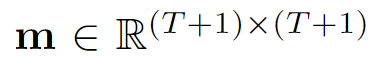 m ∈ ℝ^{(T+1)×(T+1)}